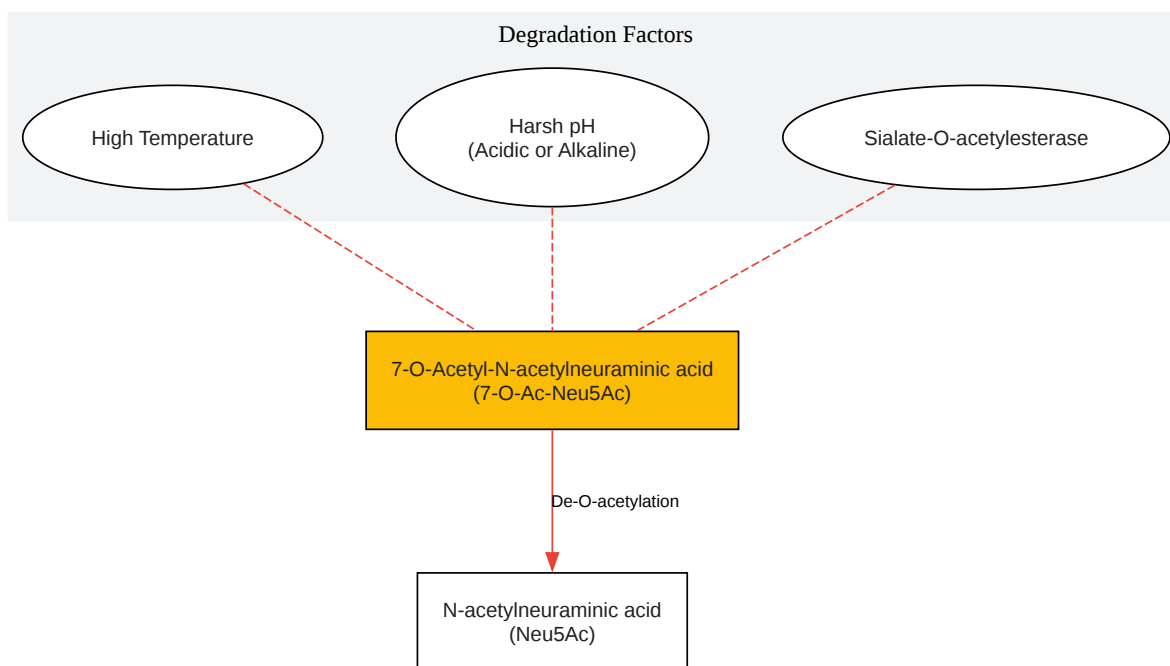 Degradation Factors
High Temperature
Harsh pH
(Acidic or Alkaline)
Sialate-O-acetylesterase
7-O-Acetyl-N-acetylneuraminic acid
(7-O-Ac-Neu5Ac)
De-O-acetylation
N-acetylneuraminic acid
(Neu5Ac)